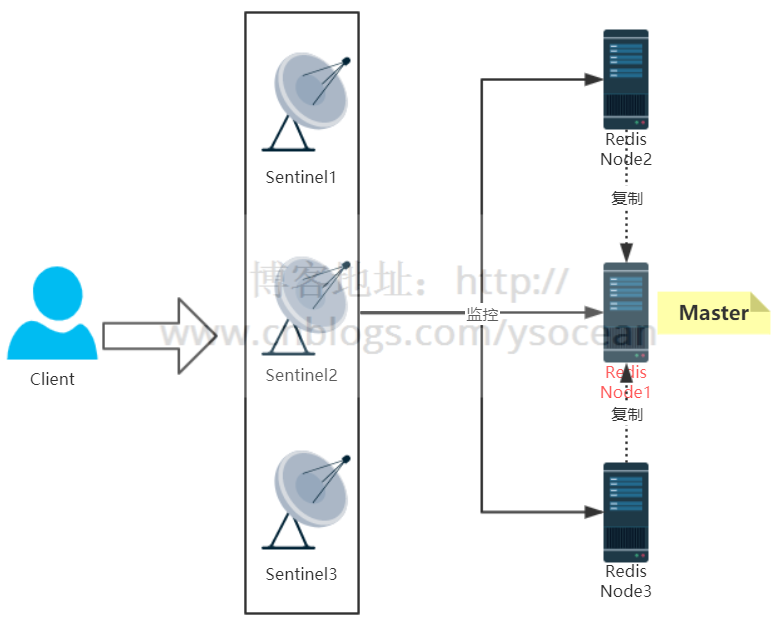 Sentinel1
Redis
Node2
复制
博客地址：http://
监控
Master
www.cnblogs.com/ysocean
Client
Sentinel2
Redis
Node1
复制
Sentinel3
Redis
Node3